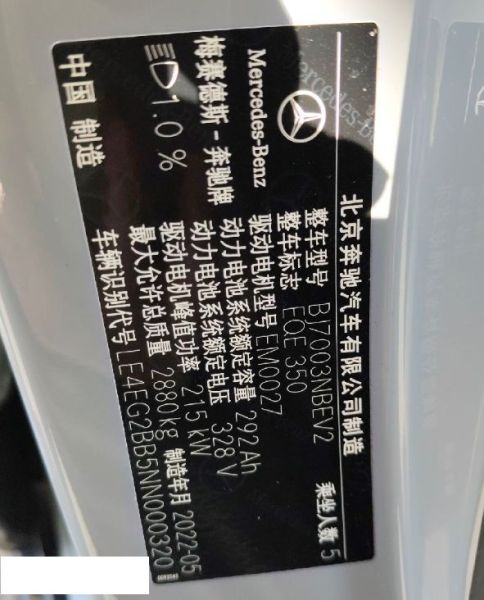 Mercedes-Benz
梅赛德斯-奔驰牌
1.0 %
中国 制造
北京奔驰汽车有限公司制造
整车型号 BJ7003NBEV2 乘坐人数 5
整车标志 EQE 350
驱动电机型号 EM0027
动力电池系统额定容量 292Ah
动力电池系统额定电压 328 V
驱动电机峰值功率 215 kW
最大允许总质量 2880kg 制造年月 2022-05
车辆识别代号 LE4EG2BB5NN000320